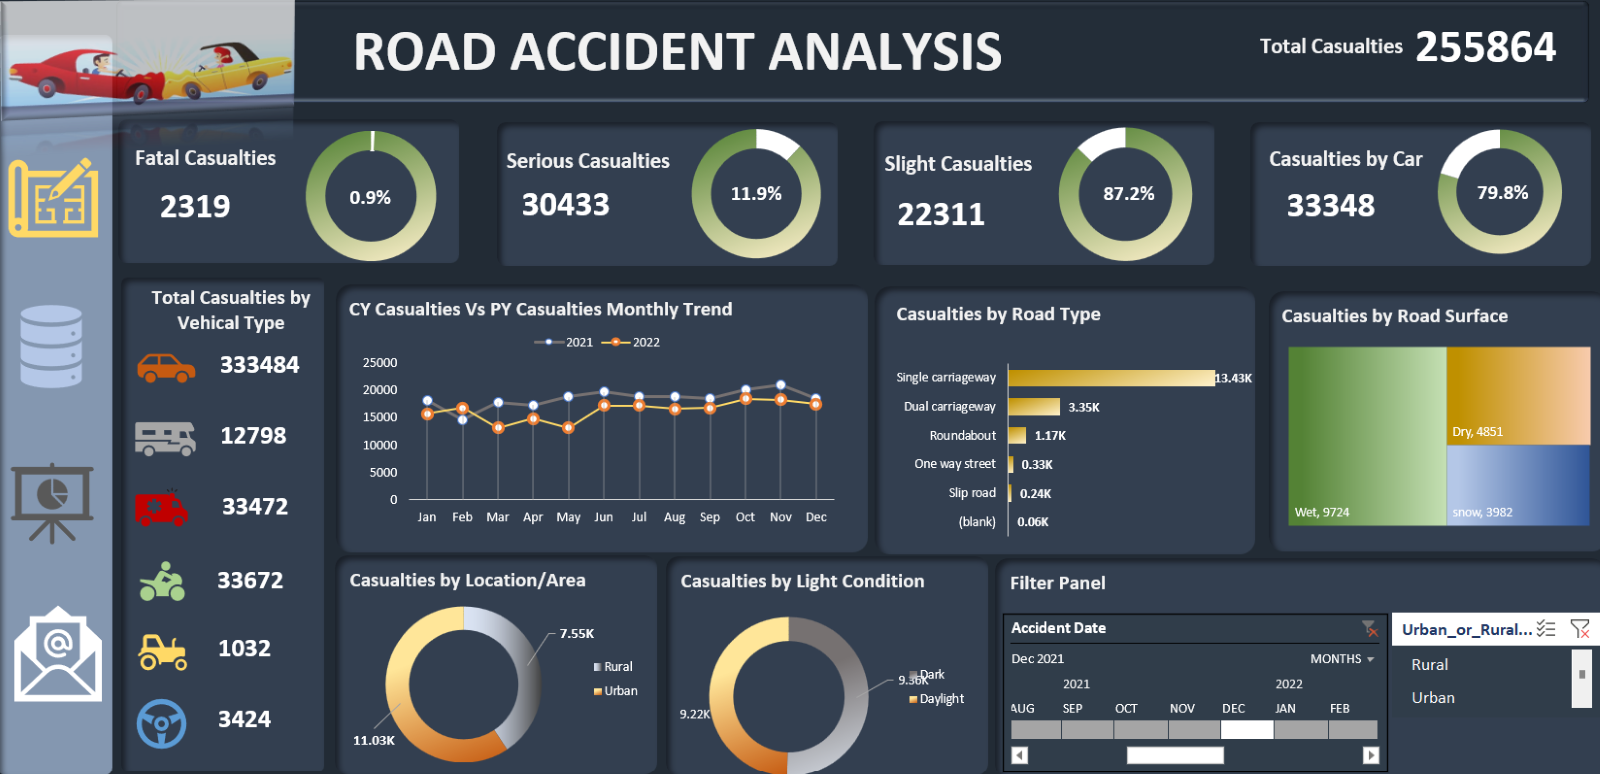 ROAD ACCIDENT ANALYSIS
Total Casualties 255864
Fatal Casualties
2319
0.9%
Serious Casualties
30433
11.9%
Slight Casualties
22311
87.2%
Casualties by Car
33348
79.8%
Total Casualties by
Vehical Type
333484
12798
33472
33672
1032
3424
CY Casualties Vs PY Casualties Monthly Trend
2021 2022
25000
20000
15000
10000
5000
0
Jan Feb Mar Apr May Jun Jul Aug Sep Oct Nov Dec
Casualties by Road Type
Single carriageway 13.43K
Dual carriageway 3.35K
Roundabout 1.17K
One way street 0.33K
Slip road 0.24K
(blank) 0.06K
Casualties by Road Surface
Dry, 4851
Wet, 9724
snow, 3982
Casualties by Location/Area
7.55K
Rural
Urban
11.03K
Casualties by Light Condition
Dark
9.36K
Daylight
9.22K
Filter Panel
Accident Date
Dec 2021 MONTHS
2021 2022
AUG SEP OCT NOV DEC JAN FEB
Urban_or_Rural...
Rural
Urban
@